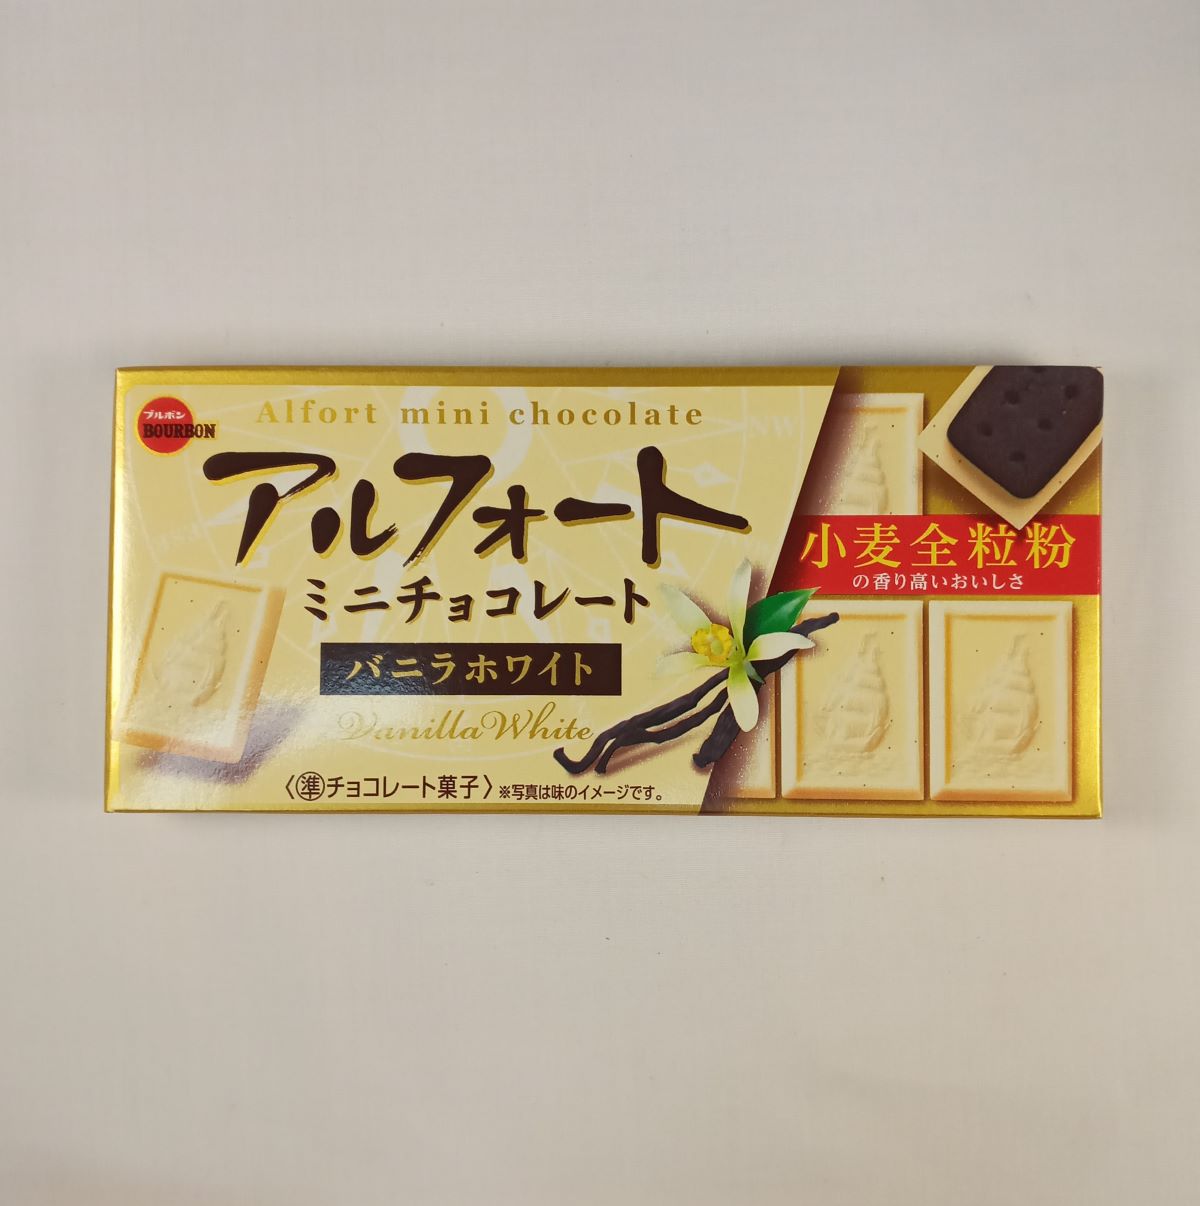 ブルボン
BOURBON
Alfort mini chocolate
アルフォート
ミニチョコレート
バニラホワイト
Vanilla White
〈㊜チョコレート菓子〉※写真は味のイメージです。
小麦全粒粉
の香り高いおいしさ
NW